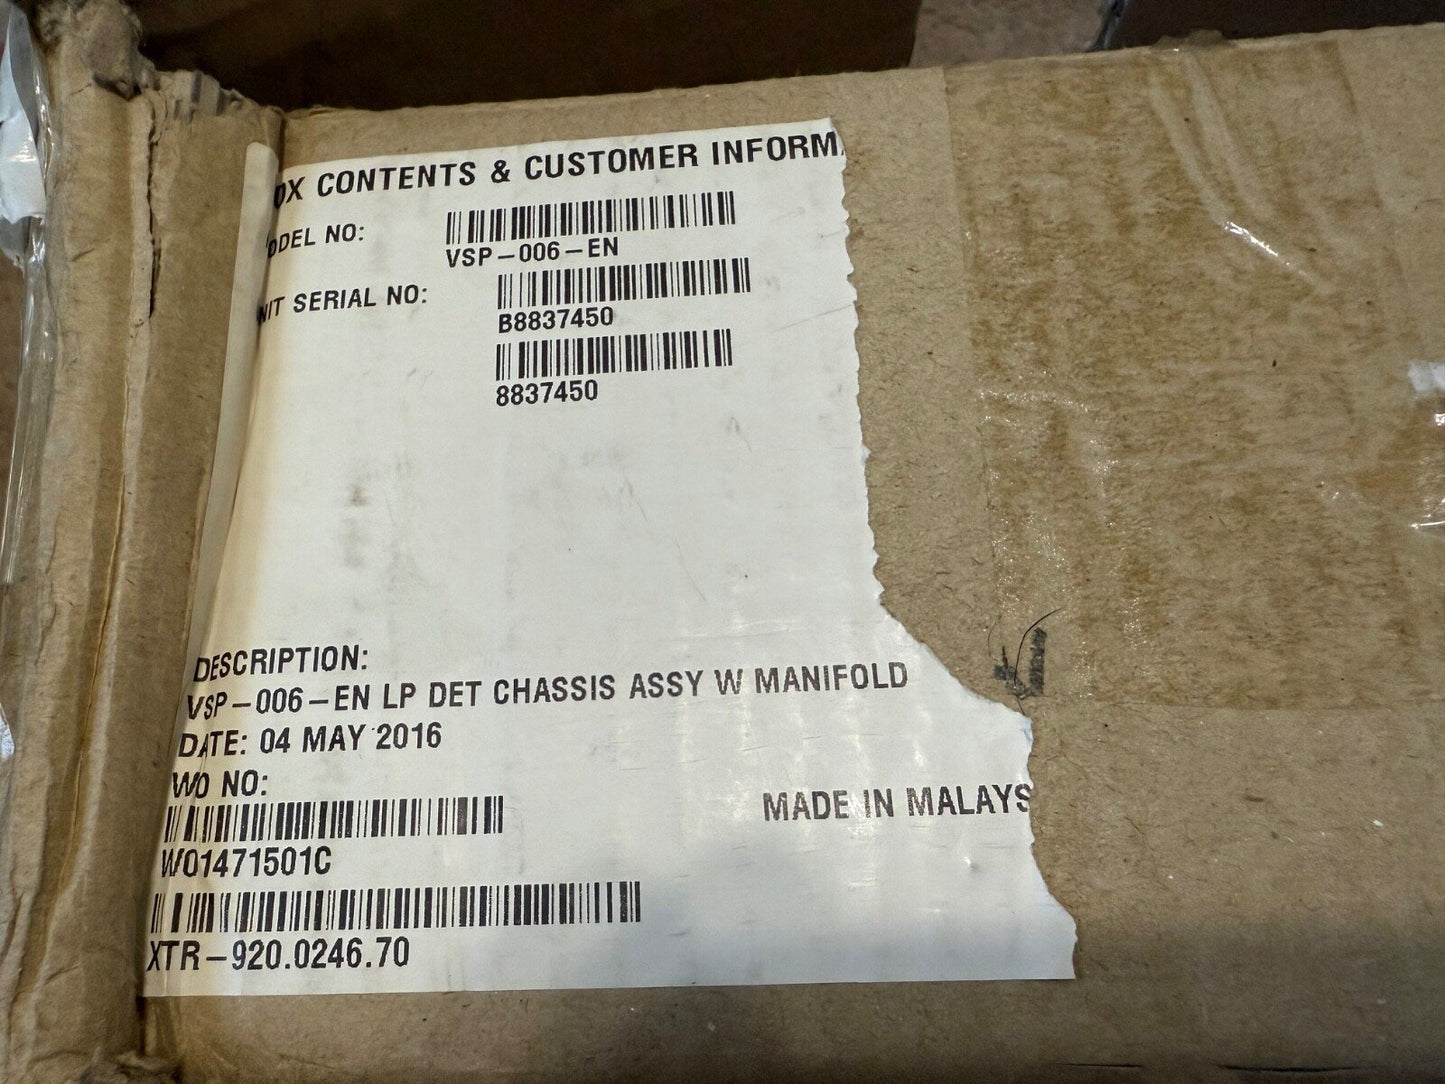 OX CONTENTS & CUSTOMER INFORM
ODEL NO:
VSP-006-EN
NIT SERIAL NO:
B8837450
8837450
DESCRIPTION:
VSP-006-EN LP DET CHASSIS ASSY W MANIFOLD
DATE: 04 MAY 2016
WO NO:
MADE IN MALAYS
WO1471501C
XTR-920.0246.70